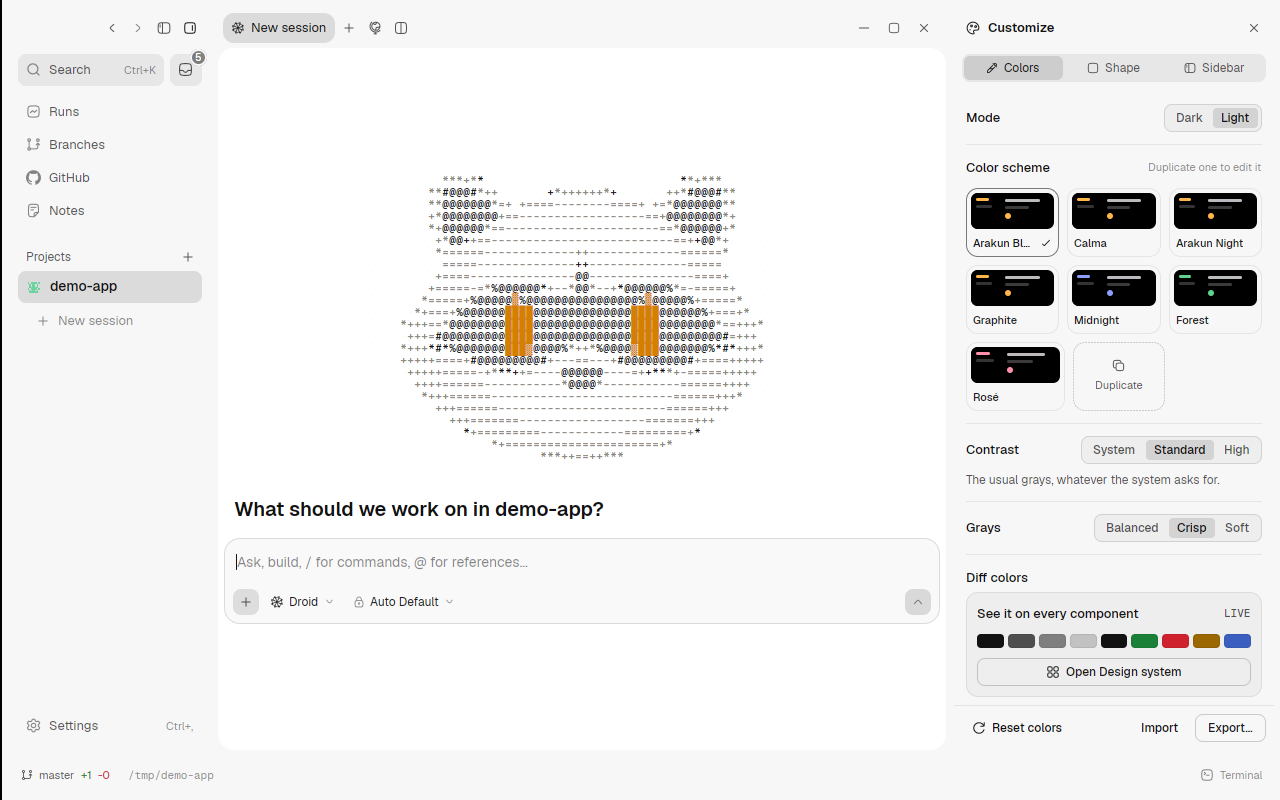 New session
Customize
Search
Ctrl+K
5
Runs
Branches
GitHub
Notes
Projects
demo-app
New session
Settings
Ctrl+,
master +1 -0 /tmp/demo-app
What should we work on in demo-app?
Ask, build, / for commands, @ for references...
Droid
Auto Default
Colors
Shape
Sidebar
Mode
Dark
Light
Color scheme
Duplicate one to edit it
Arakun Bl...
Calma
Arakun Night
Graphite
Midnight
Forest
Rosé
Duplicate
Contrast
System
Standard
High
The usual grays, whatever the system asks for.
Grays
Balanced
Crisp
Soft
Diff colors
See it on every component
LIVE
Open Design system
Reset colors
Import
Export...
Terminal